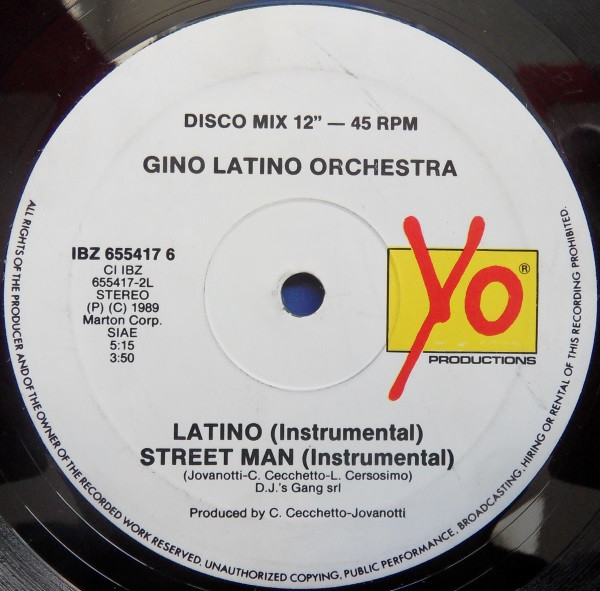 DISCO MIX 12" — 45 RPM
GINO LATINO ORCHESTRA
IBZ 655417 6
CI IBZ
655417-2L
STEREO
(P) (C) 1989
Marton Corp.
SIAE
5:15
3:50
Yo®
PRODUCTIONS
LATINO (Instrumental)
STREET MAN (Instrumental)
(Jovanotti-C. Cecchetto-L. Cersosimo)
D.J.'s Gang srl
Produced by C. Cecchetto-Jovanotti
ALL RIGHTS OF THE PRODUCER AND OF THE OWNER OF THE RECORDED WORK RESERVED. UNAUTHORIZED COPYING, PUBLIC PERFORMANCE, BROADCASTING, HIRING OR RENTAL OF THIS RECORDING PROHIBITED.